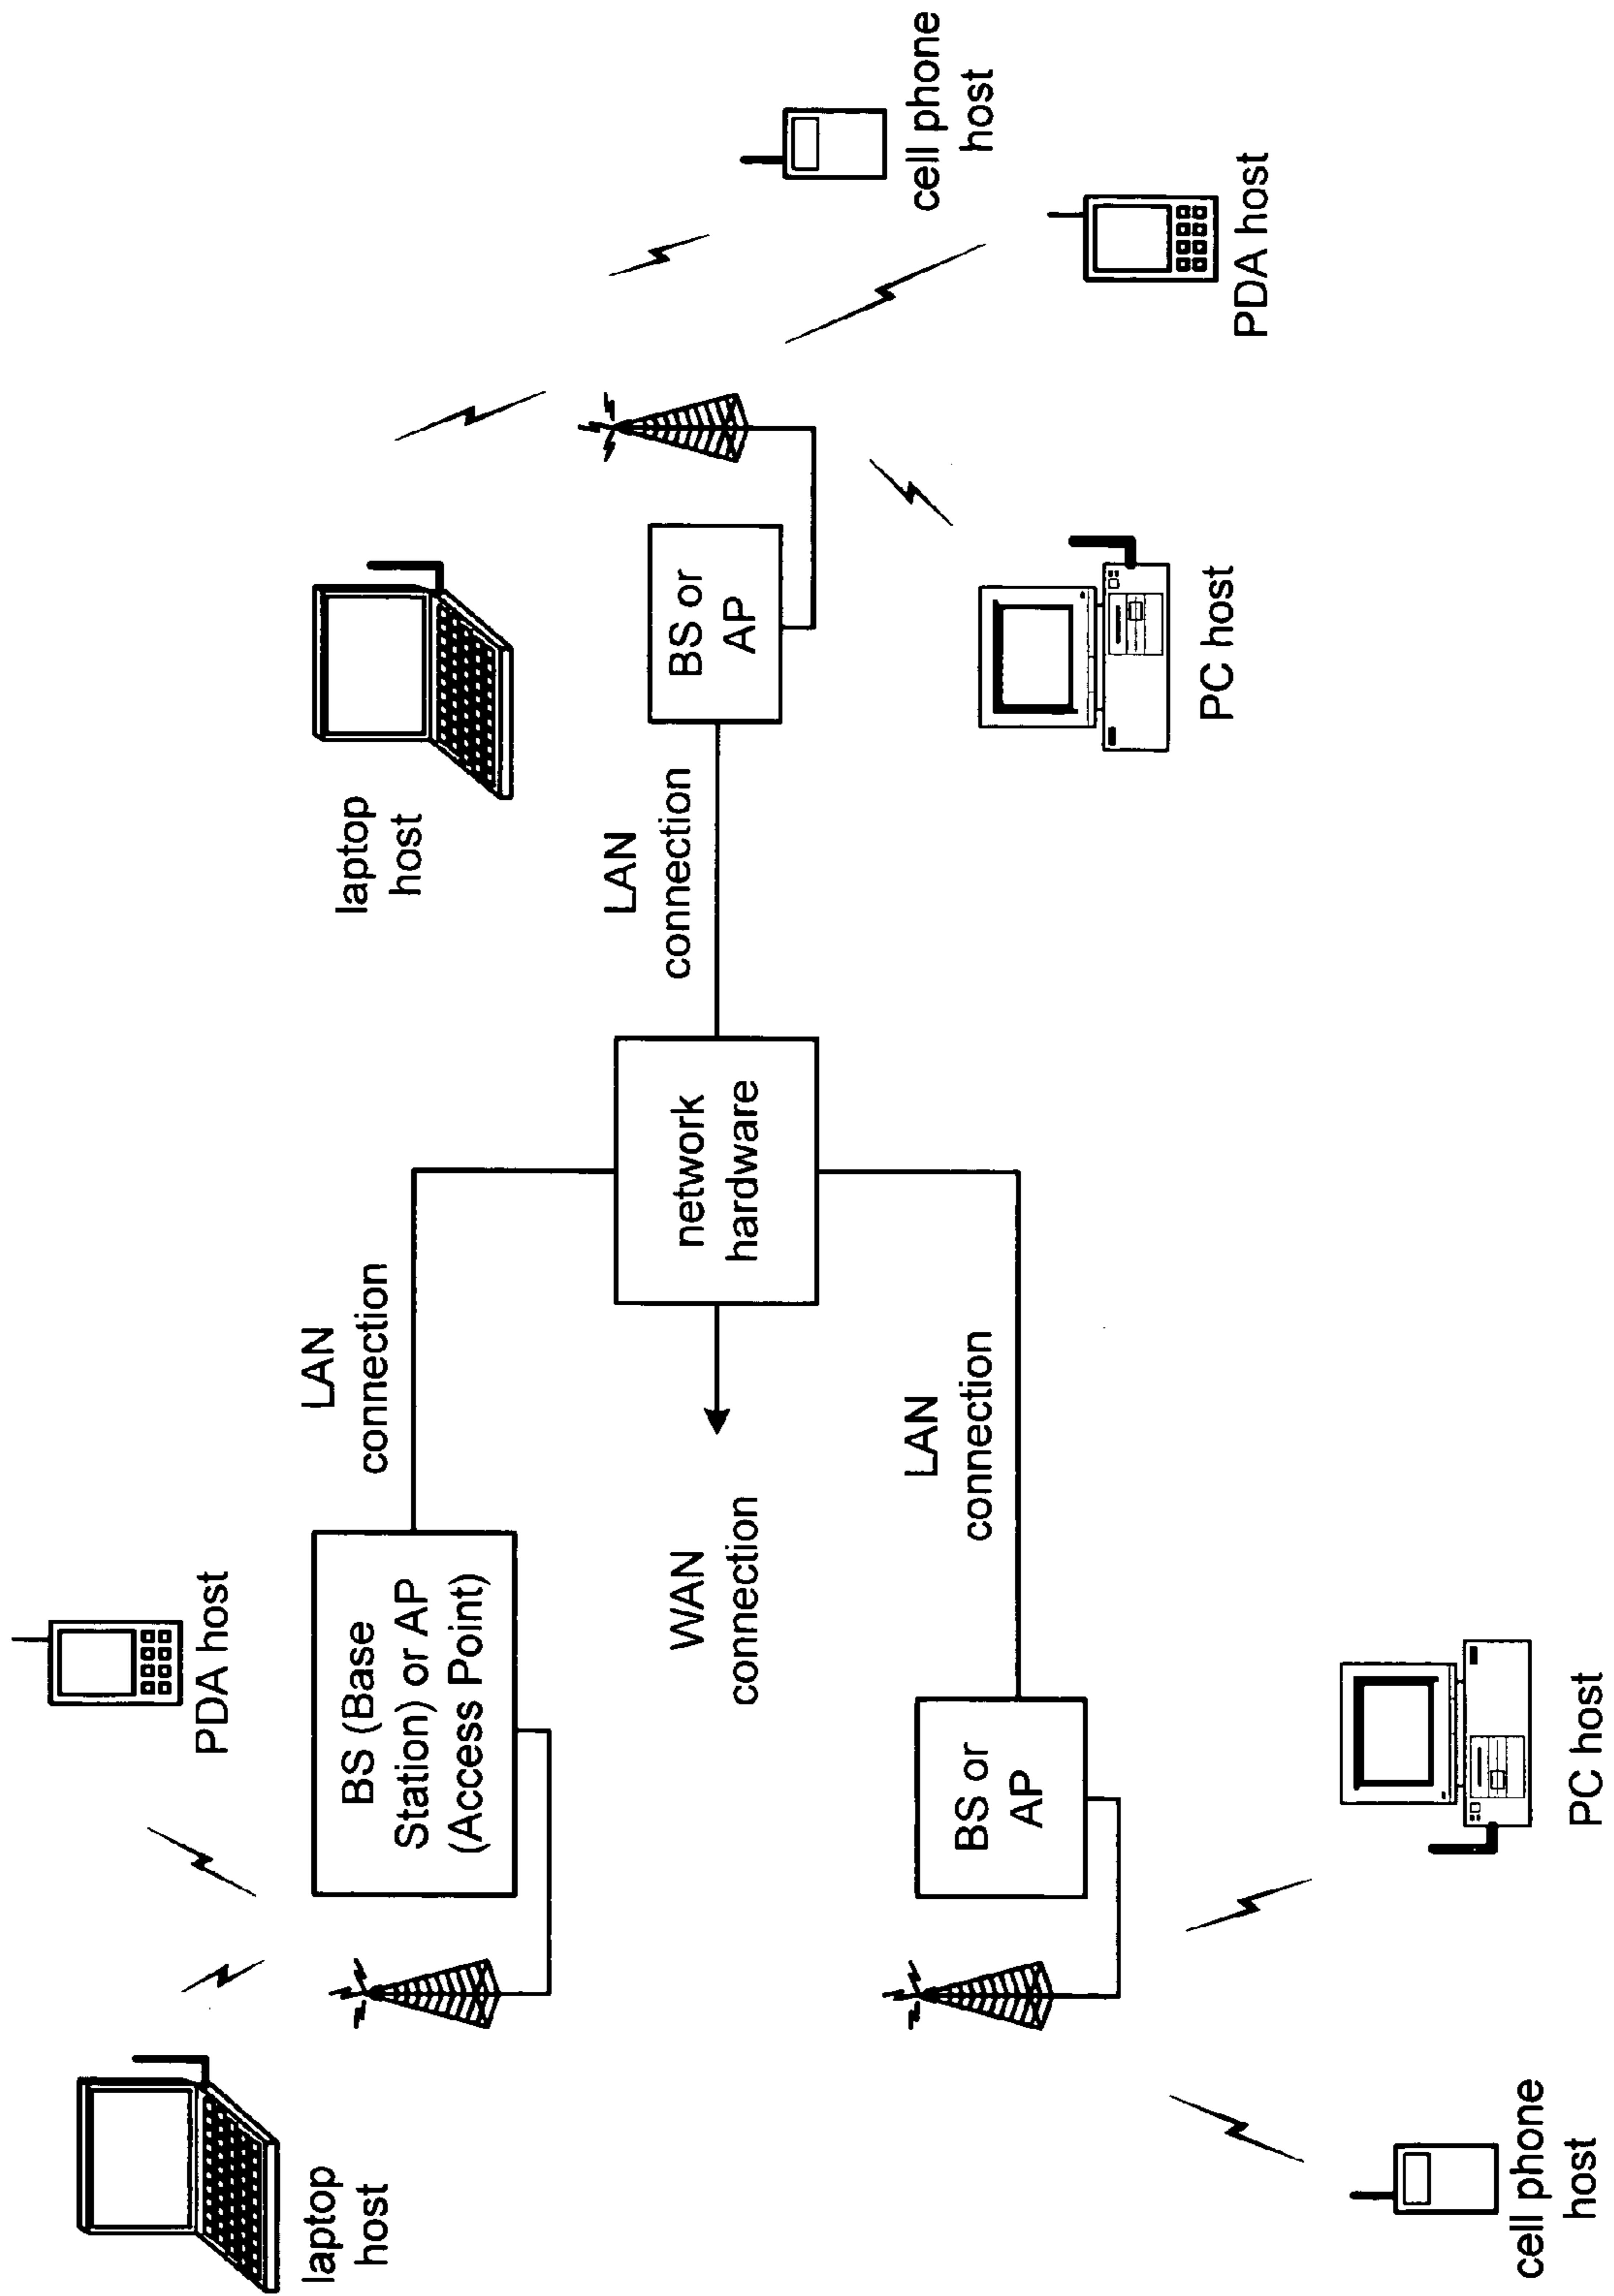 PDA host
laptop
host
BS (Base
Station) or AP
(Access Point)
LAN
connection
laptop
host
LAN
connection
BS or
AP
network
hardware
WAN
connection
cell phone
host
BS or
AP
LAN
connection
PC host
PDA host
cell phone
host
PC host